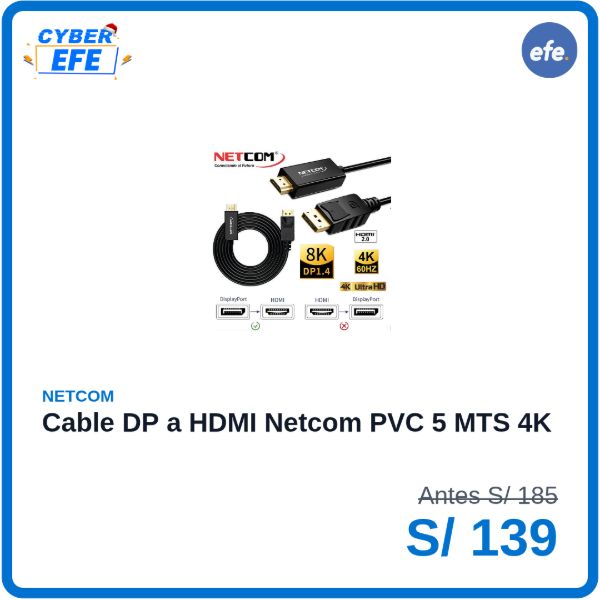 CYBER
EFE
efe.
NETCOM
Conectando el Futuro
NETCOM
8K
DP1.4
HDMI
2.0
4K
60HZ
4K Ultra HD
DisplayPort
HDMI
HDMI
DisplayPort
NETCOM
Cable DP a HDMI Netcom PVC 5 MTS 4K
Antes S/ 185
S/ 139